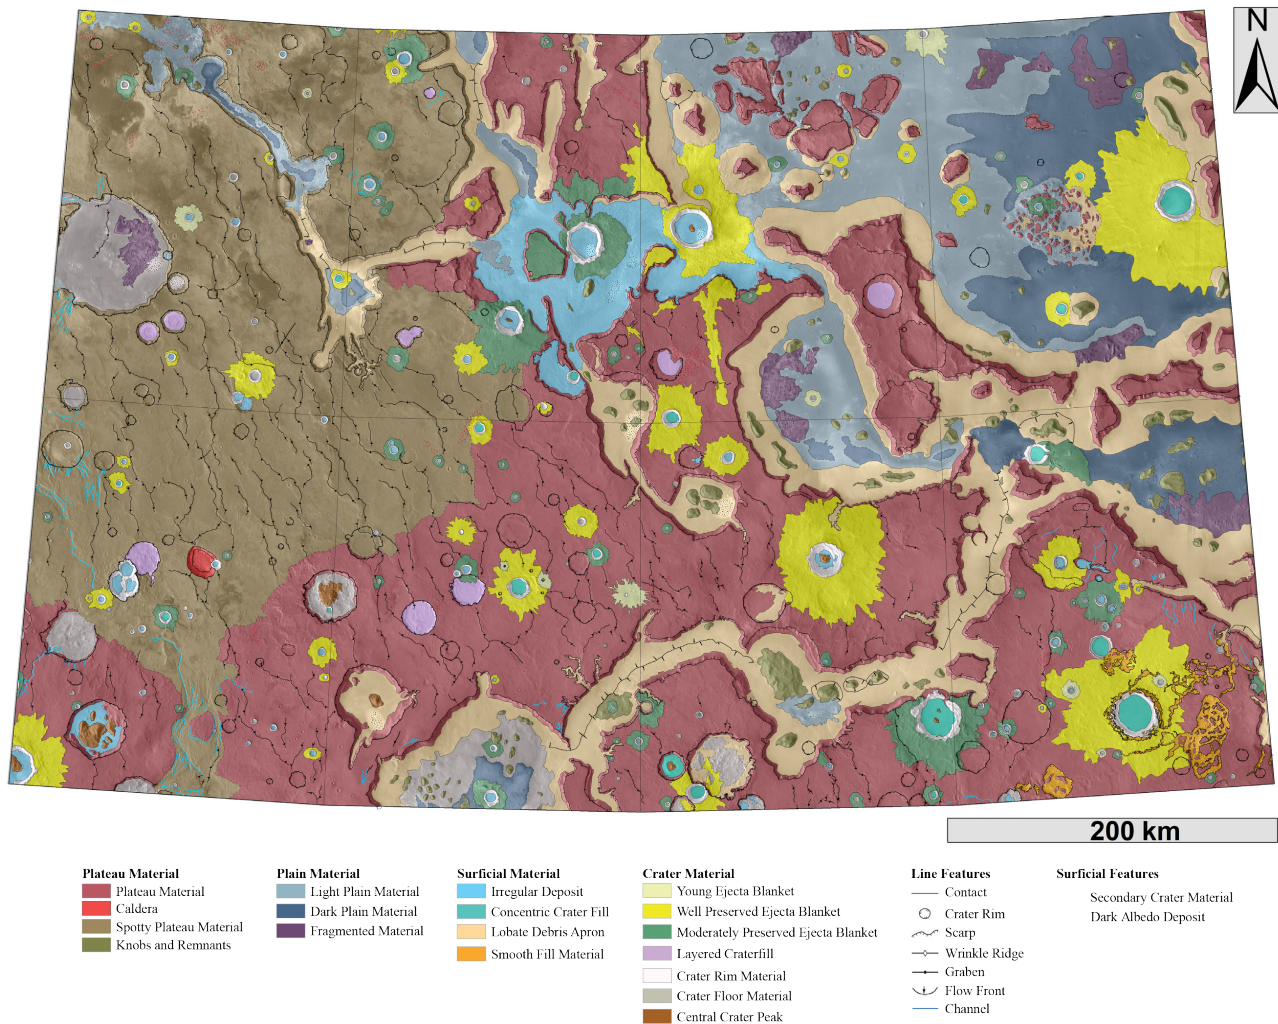 N
200 km
Plateau Material
Plateau Material
Caldera
Spotty Plateau Material
Knobs and Remnants
Plain Material
Light Plain Material
Dark Plain Material
Fragmented Material
Surficial Material
Irregular Deposit
Concentric Crater Fill
Lobate Debris Apron
Smooth Fill Material
Crater Material
Young Ejecta Blanket
Well Preserved Ejecta Blanket
Moderately Preserved Ejecta Blanket
Layered Craterfill
Crater Rim Material
Crater Floor Material
Central Crater Peak
Line Features
Contact
Crater Rim
Scarp
Wrinkle Ridge
Graben
Flow Front
Channel
Surficial Features
Secondary Crater Material
Dark Albedo Deposit